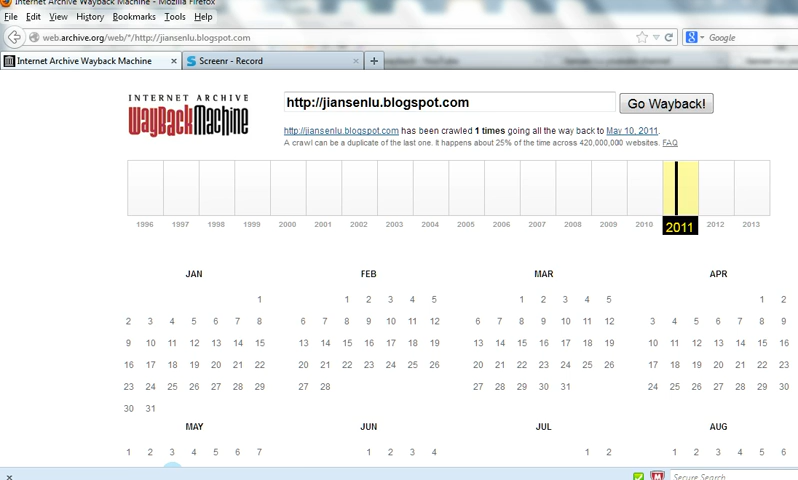 Internet Archive Wayback Machine - Mozilla Firefox
File Edit View History Bookmarks Tools Help
web.archive.org/web/*/http://jiansenlu.blogspot.com
Google
Internet Archive Wayback Machine × Screenr - Record × +
INTERNET ARCHIVE
WayBackMachine
http://jiansenlu.blogspot.com
Go Wayback!
http://jiansenlu.blogspot.com has been crawled 1 times going all the way back to May 10, 2011.
A crawl can be a duplicate of the last one. It happens about 25% of the time across 420,000,000 websites. FAQ
1996 1997 1998 1999 2000 2001 2002 2003 2004 2005 2006 2007 2008 2009 2010 2011 2012 2013
JAN FEB MAR APR
1 1 2 3 4 5 1 2 3 4 5 1 2
2 3 4 5 6 7 8 6 7 8 9 10 11 12 6 7 8 9 10 11 12 3 4 5 6 7 8 9
9 10 11 12 13 14 15 13 14 15 16 17 18 19 13 14 15 16 17 18 19 10 11 12 13 14 15 16
16 17 18 19 20 21 22 20 21 22 23 24 25 26 20 21 22 23 24 25 26 17 18 19 20 21 22 23
23 24 25 26 27 28 29 27 28 27 28 29 30 31 24 25 26 27 28 29 30
30 31
MAY JUN JUL AUG
1 2 3 4 5 6 7 1 2 3 4 1 2 1 2 3 4 5 6
× Secure Search